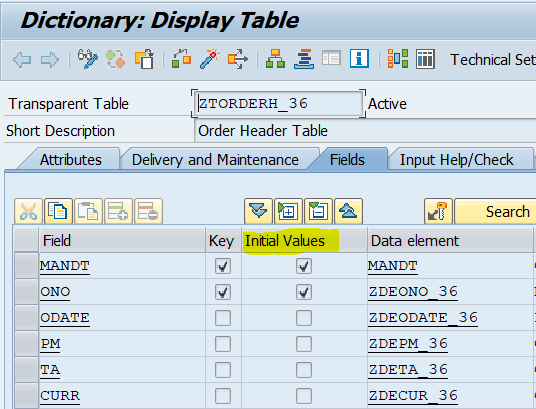 Dictionary: Display Table
Technical Set
Transparent Table ZTORDERH_36 Active
Short Description Order Header Table
Attributes Delivery and Maintenance Fields Input Help/Check
Search
Field Key Initial Values Data element
MANDT MANDT
ONO ZDEONO_36
ODATE ZDEODATE_36
PM ZDEPM_36
TA ZDETA_36
CURR ZDECUR_36